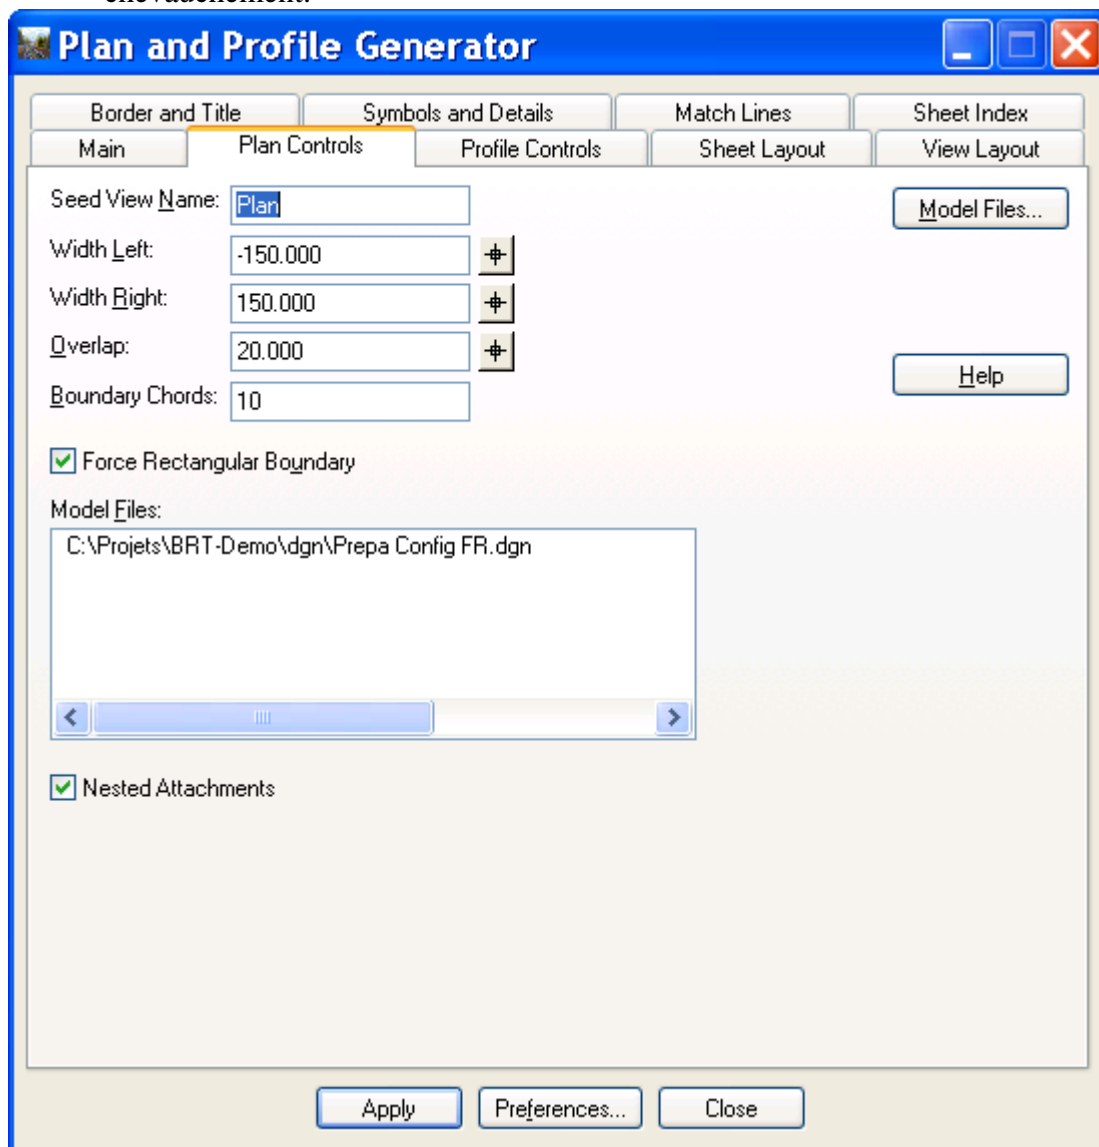 chevauchement.
Plan and Profile Generator
Border and Title Symbols and Details Match Lines Sheet Index
Main Plan Controls Profile Controls Sheet Layout View Layout
Seed View Name: Plan Model Files...
Width Left: -150.000
Width Right: 150.000
Overlap: 20.000
Help
Boundary Chords: 10
Force Rectangular Boundary
Model Files:
C:\Projets\BRT-Demo\dgn\Prepa Config FR.dgn
Nested Attachments
Apply Preferences... Close